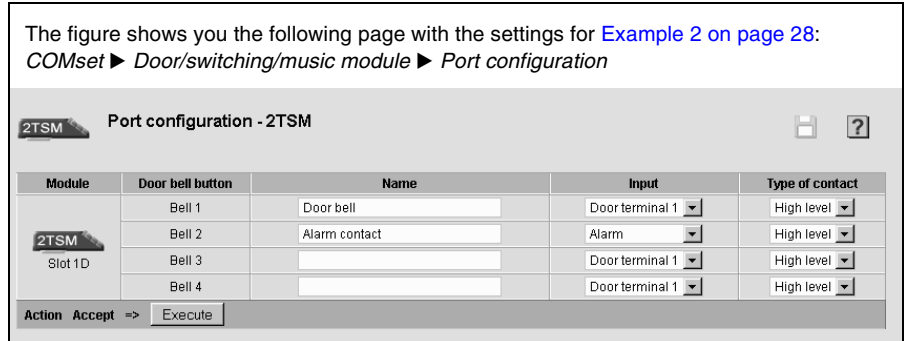 The figure shows you the following page with the settings for Example 2 on page 28:
COMset ▶ Door/switching/music module ▶ Port configuration
2TSM Port configuration - 2TSM ?
Module Door bell button Name Input Type of contact
Bell 1 Door bell Door terminal 1 High level
2TSM Bell 2 Alarm contact Alarm High level
Slot 1D Bell 3 Door terminal 1 High level
Bell 4 Door terminal 1 High level
Action Accept => Execute